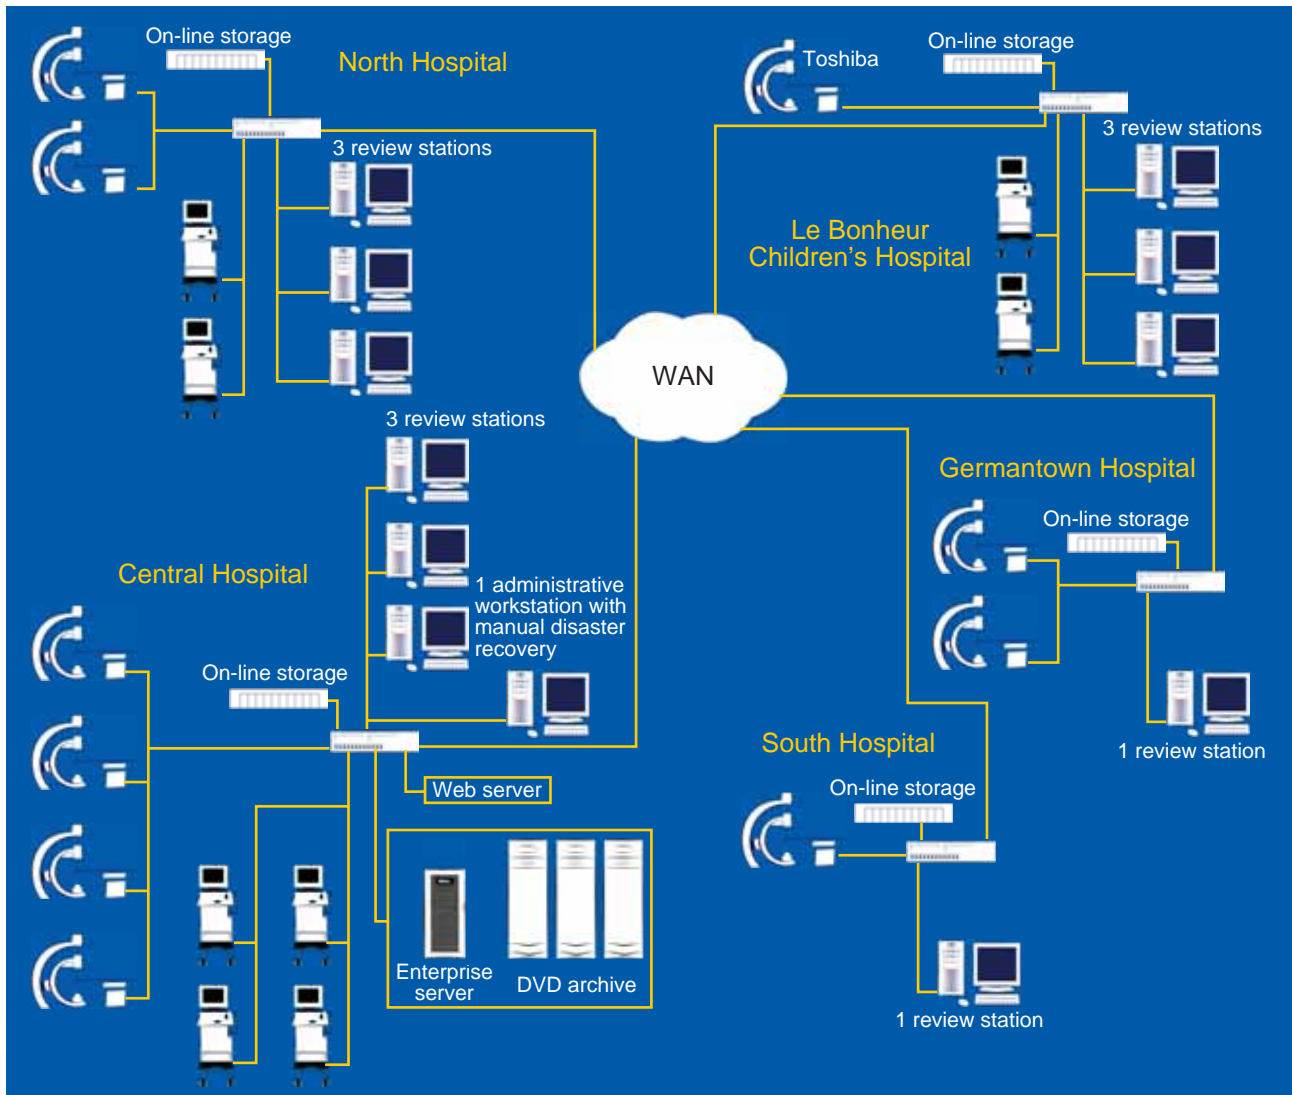 On-line storage
North Hospital
3 review stations
Toshiba
On-line storage
3 review stations
Le Bonheur
Children's Hospital
WAN
3 review stations
Central Hospital
1 administrative
workstation with
manual disaster
recovery
On-line storage
Web server
Enterprise
server
DVD archive
Germantown Hospital
On-line storage
1 review station
South Hospital
On-line storage
1 review station